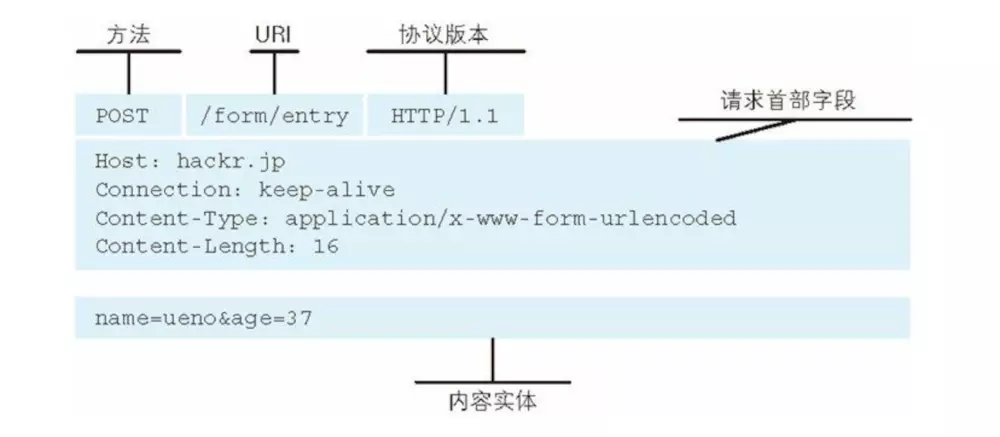 方法 URI 协议版本
请求首部字段
POST /form/entry HTTP/1.1
Host: hackr.jp
Connection: keep-alive
Content-Type: application/x-www-form-urlencoded
Content-Length: 16
name=ueno&age=37
内容实体